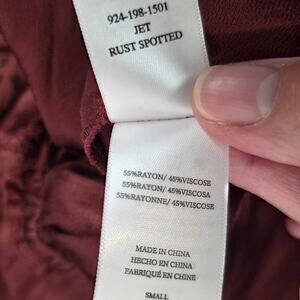 924-198-1501
JET
RUST SPOTTED
55%RAYON/ 45%VISCOSE
55%RAYON/ 45%VISCOSA
55%RAYONNE/ 45%VISCOSE
MADE IN CHINA
HECHO EN CHINA
FABRIQUÉ EN CHINE
SMALL